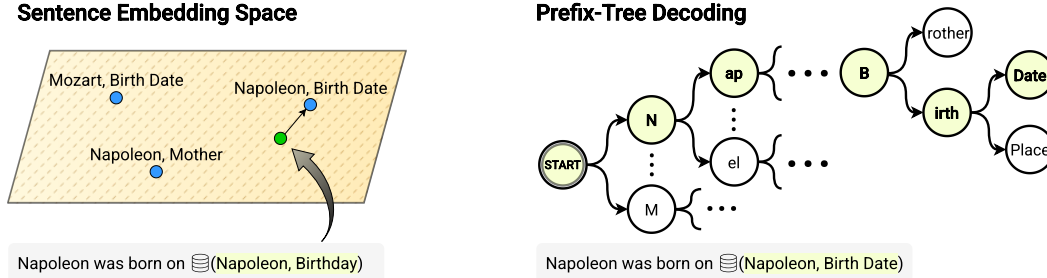 Sentence Embedding Space
Mozart, Birth Date
Napoleon, Birth Date
Napoleon, Mother
Napoleon was born on (Napoleon, Birthday)
Prefix-Tree Decoding
rother
ap
B
Date
N
irth
START
el
Place
M
Napoleon was born on (Napoleon, Birth Date)